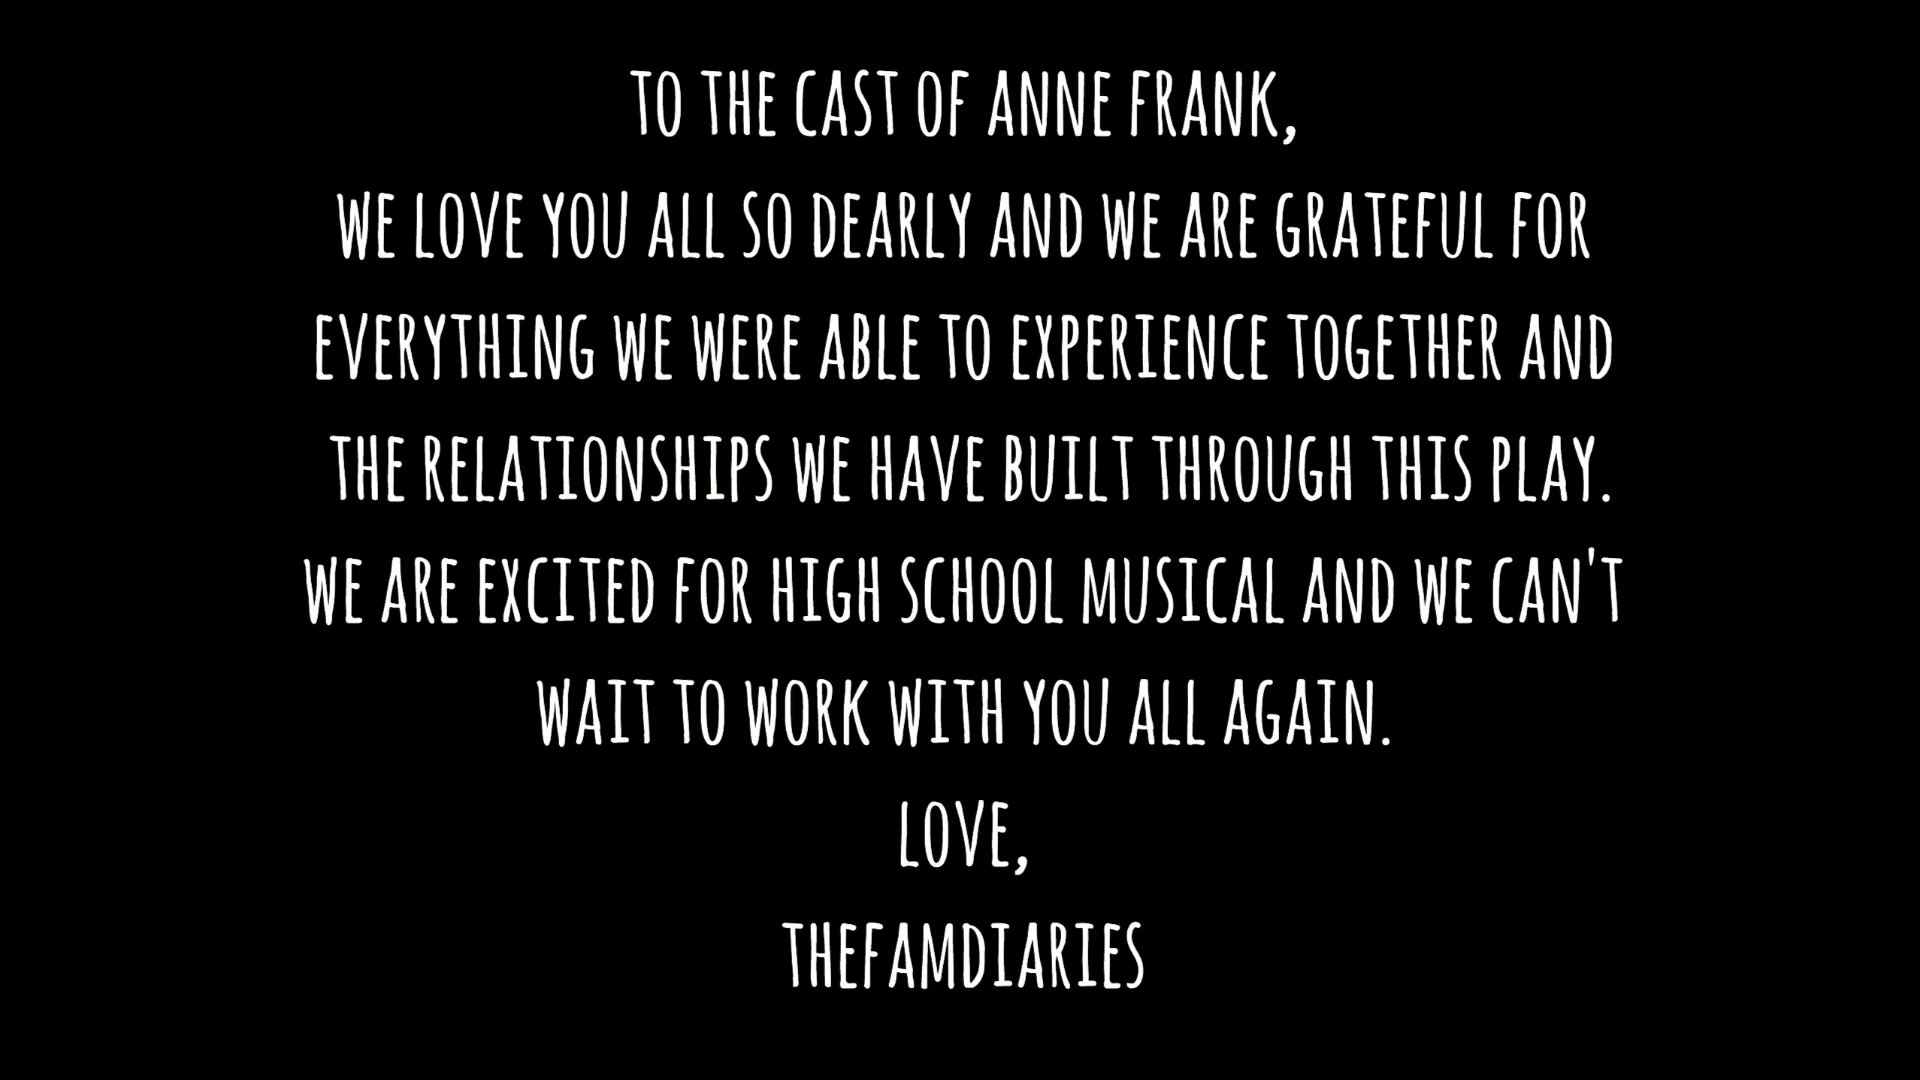 TO THE CAST OF ANNE FRANK,
WE LOVE YOU ALL SO DEARLY AND WE ARE GRATEFUL FOR
EVERYTHING WE WERE ABLE TO EXPERIENCE TOGETHER AND
THE RELATIONSHIPS WE HAVE BUILT THROUGH THIS PLAY.
WE ARE EXCITED FOR HIGH SCHOOL MUSICAL AND WE CAN'T
WAIT TO WORK WITH YOU ALL AGAIN.
LOVE,
THEFAMDIARIES